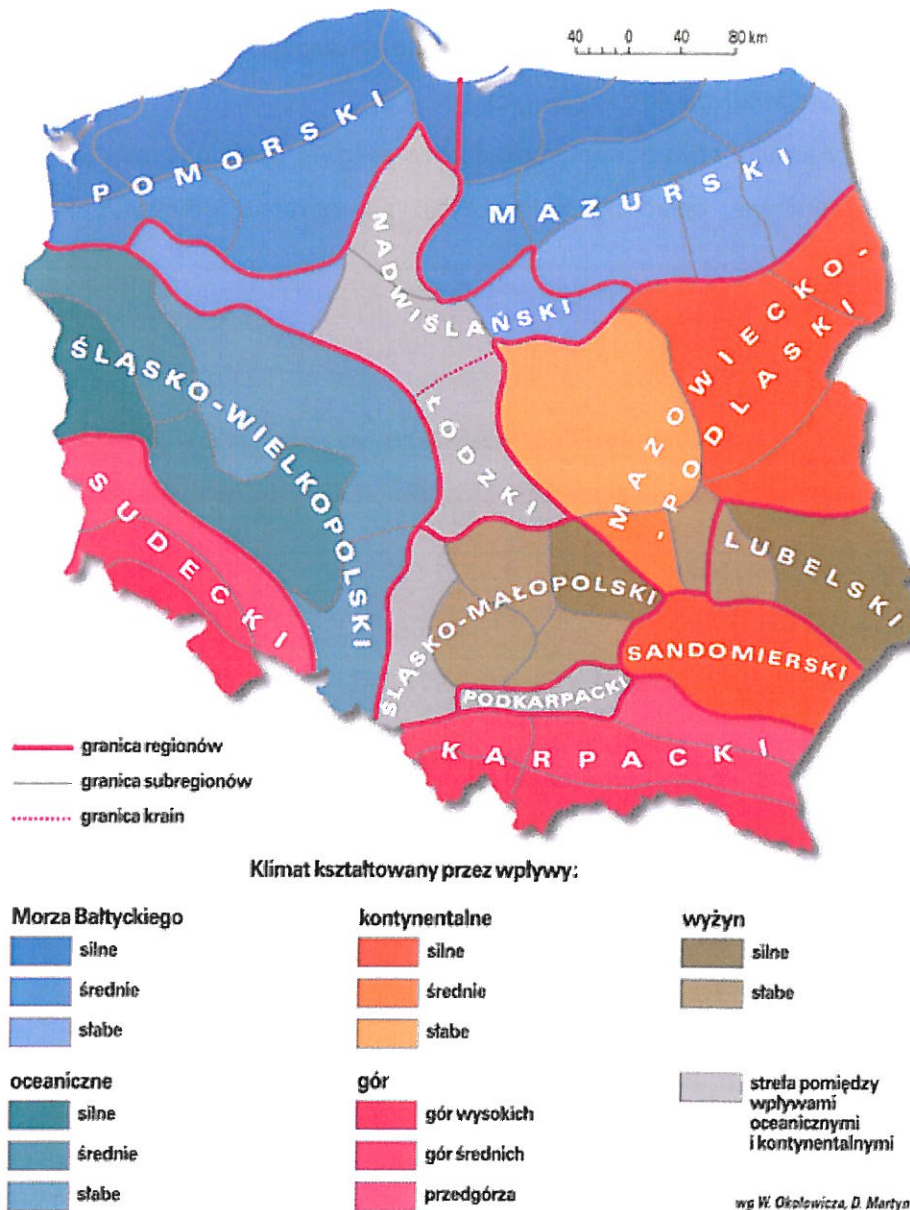 40 0 40 80 km
POMORSKI
MAZURSKI
NADWIŚLAŃSKI
MAZOWIECKO-
-PODLASKI
ŚLĄSKO-WIELKOPOLSKI
ŁÓDZKI
SUDECKI
LUBELSKI
ŚLĄSKO-MAŁOPOLSKI
SANDOMIERSKI
PODKARPACKI
KARPACKI
granica regionów
granica subregionów
granica krain
Klimat kształtowany przez wpływy:
Morza Bałtyckiego
silne
średnie
słabe
kontynentalne
silne
średnie
słabe
wyżyn
silne
słabe
oceaniczne
silne
średnie
słabe
gór
gór wysokich
gór średnich
przedgórza
strefa pomiędzy
wpływami
oceanicznymi
i kontynentalnymi
wg W. Okołowicza, D. Martyn